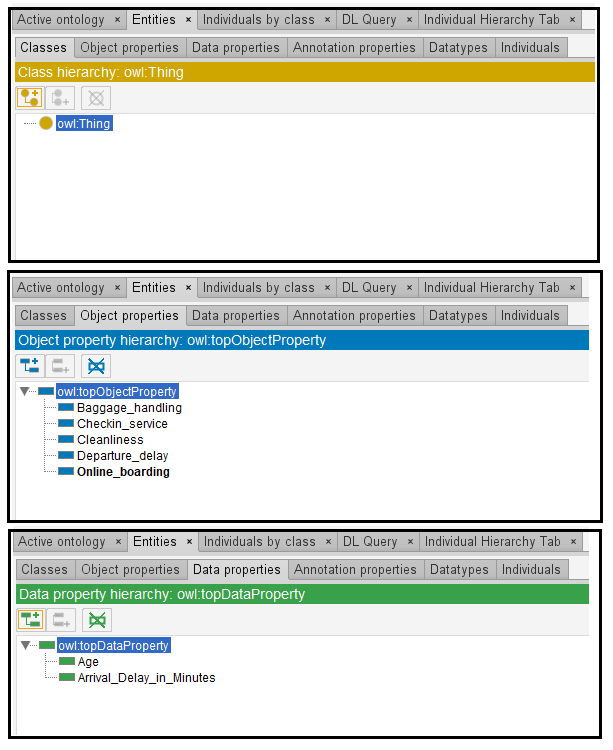 Active ontology × Entities × Individuals by class × DL Query × Individual Hierarchy Tab ×
Classes Object properties Data properties Annotation properties Datatypes Individuals
Class hierarchy: owl:Thing
owl:Thing
Active ontology × Entities × Individuals by class × DL Query × Individual Hierarchy Tab ×
Classes Object properties Data properties Annotation properties Datatypes Individuals
Object property hierarchy: owl:topObjectProperty
owl:topObjectProperty
Baggage_handling
Checkin_service
Cleanliness
Departure_delay
Online_boarding
Active ontology × Entities × Individuals by class × DL Query × Individual Hierarchy Tab ×
Classes Object properties Data properties Annotation properties Datatypes Individuals
Data property hierarchy: owl:topDataProperty
owl:topDataProperty
Age
Arrival_Delay_in_Minutes